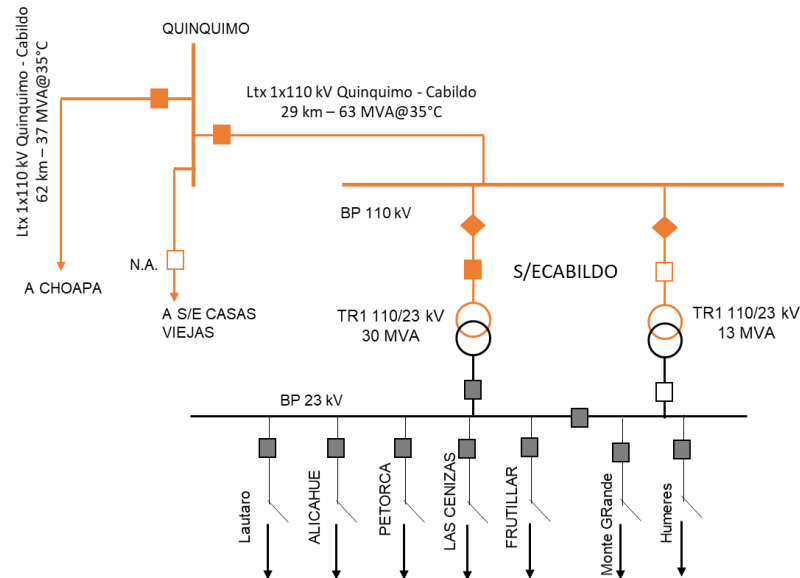 QUINQUIMO
Ltx 1x110 kV Quinquimo - Cabildo
62 km – 37 MVA@35°C
Ltx 1x110 kV Quinquimo - Cabildo
29 km – 63 MVA@35°C
BP 110 kV
N.A.
S/ECABILDO
A CHOAPA
A S/E CASAS
VIEJAS
TR1 110/23 kV
30 MVA
TR1 110/23 kV
13 MVA
BP 23 kV
Lautaro
ALICAHUE
PETORCA
LAS CENIZAS
FRUTILLAR
Monte GRande
Humeres